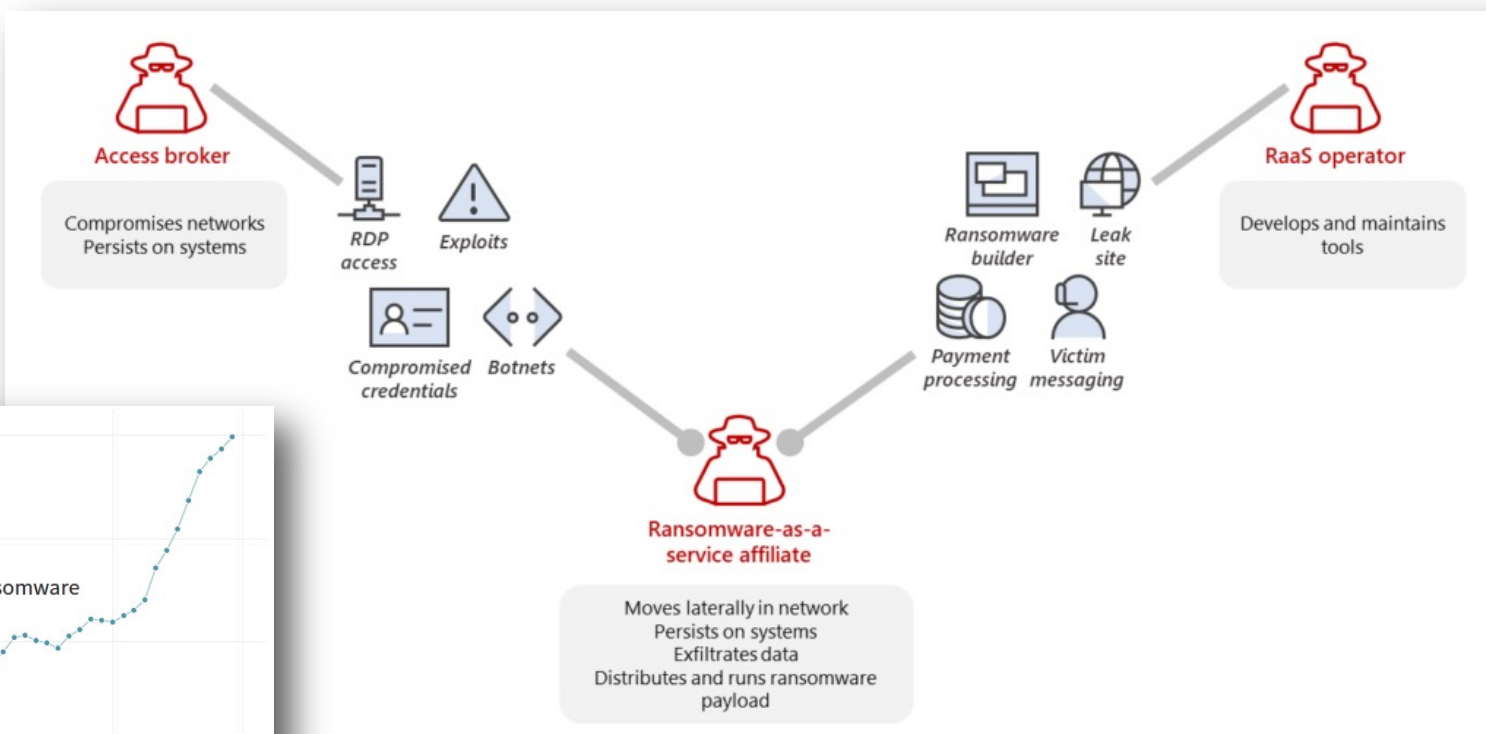 Access broker
Compromises networks
Persists on systems
RDP
access
Exploits
Compromised
credentials
Botnets
RaaS operator
Develops and maintains
tools
Ransomware
builder
Leak
site
Payment
processing
Victim
messaging
Ransomware-as-a-
service affiliate
Moves laterally in network
Persists on systems
Exfiltrates data
Distributes and runs ransomware
payload
somware